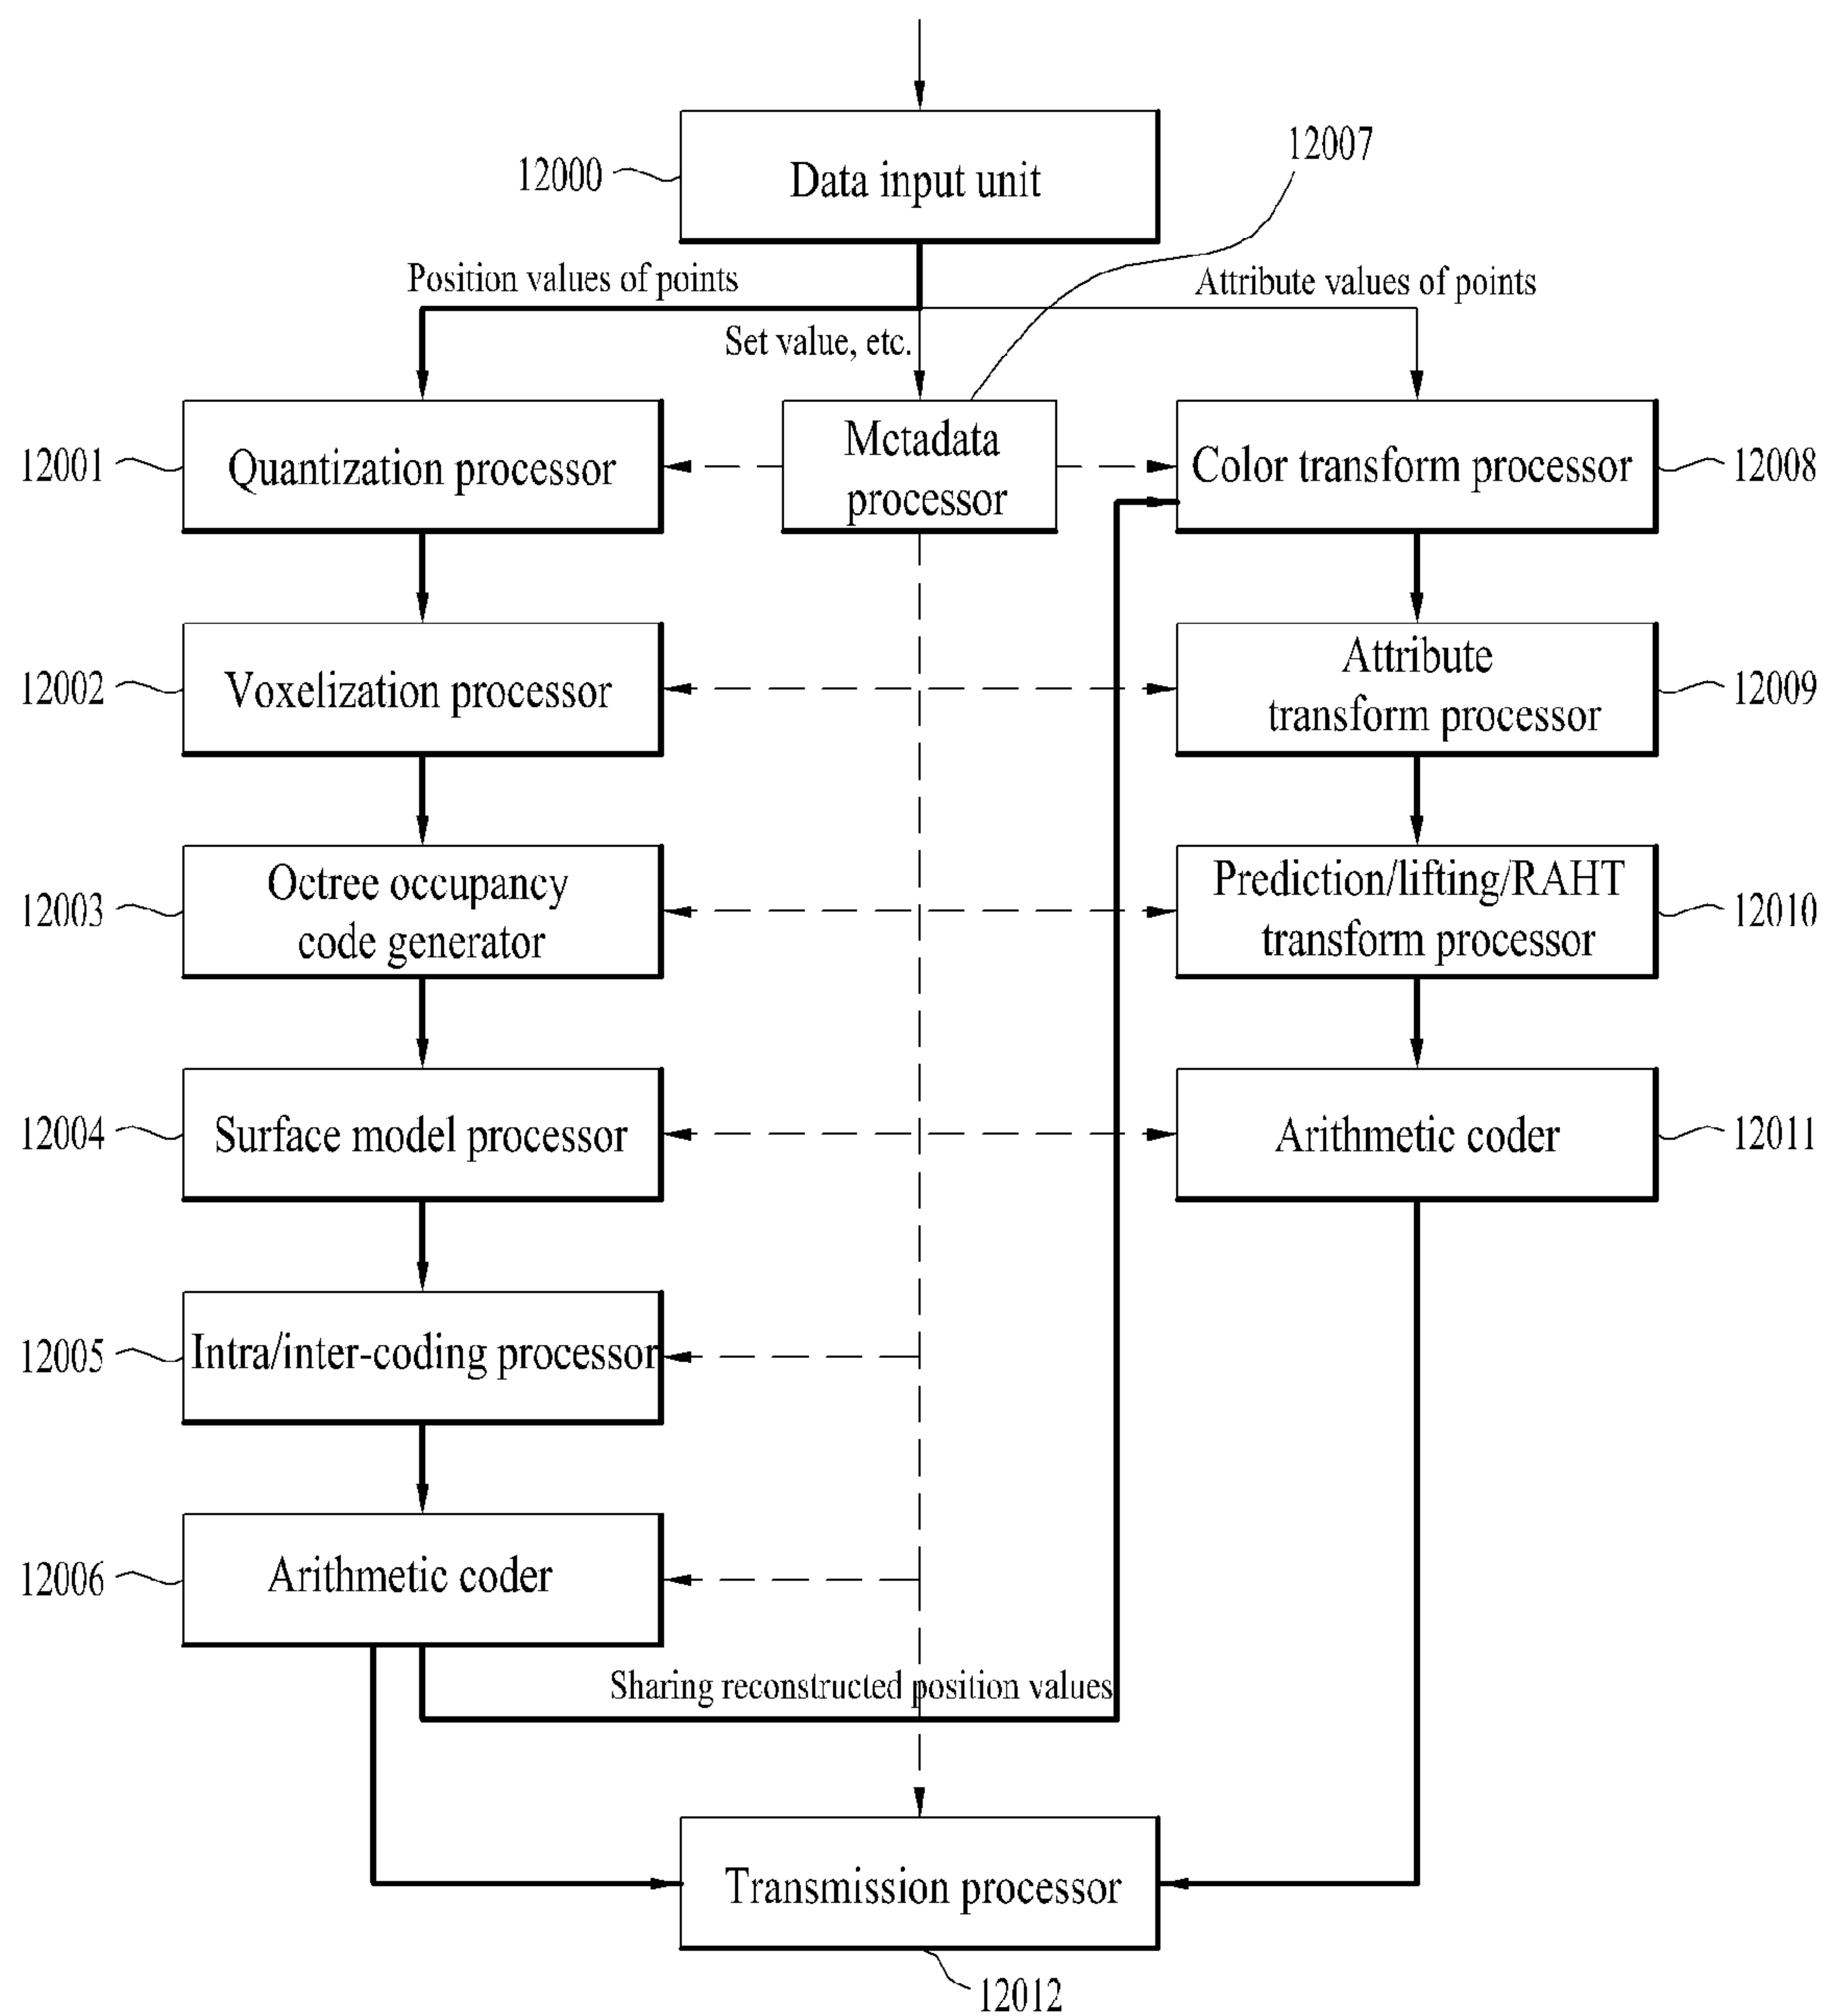 12007
12000
Data input unit
Position values of points
Attribute values of points
Set value, etc.
12001
Quantization processor
Mctadata
processor
Color transform processor
12008
12002
Voxelization processor
Attribute
transform processor
12009
12003
Octree occupancy
code generator
Prediction/lifting/RAHT
transform processor
12010
12004
Surface model processor
Arithmetic coder
12011
12005
Intra/inter-coding processor
12006
Arithmetic coder
Sharing reconstructed position values
Transmission processor
12012